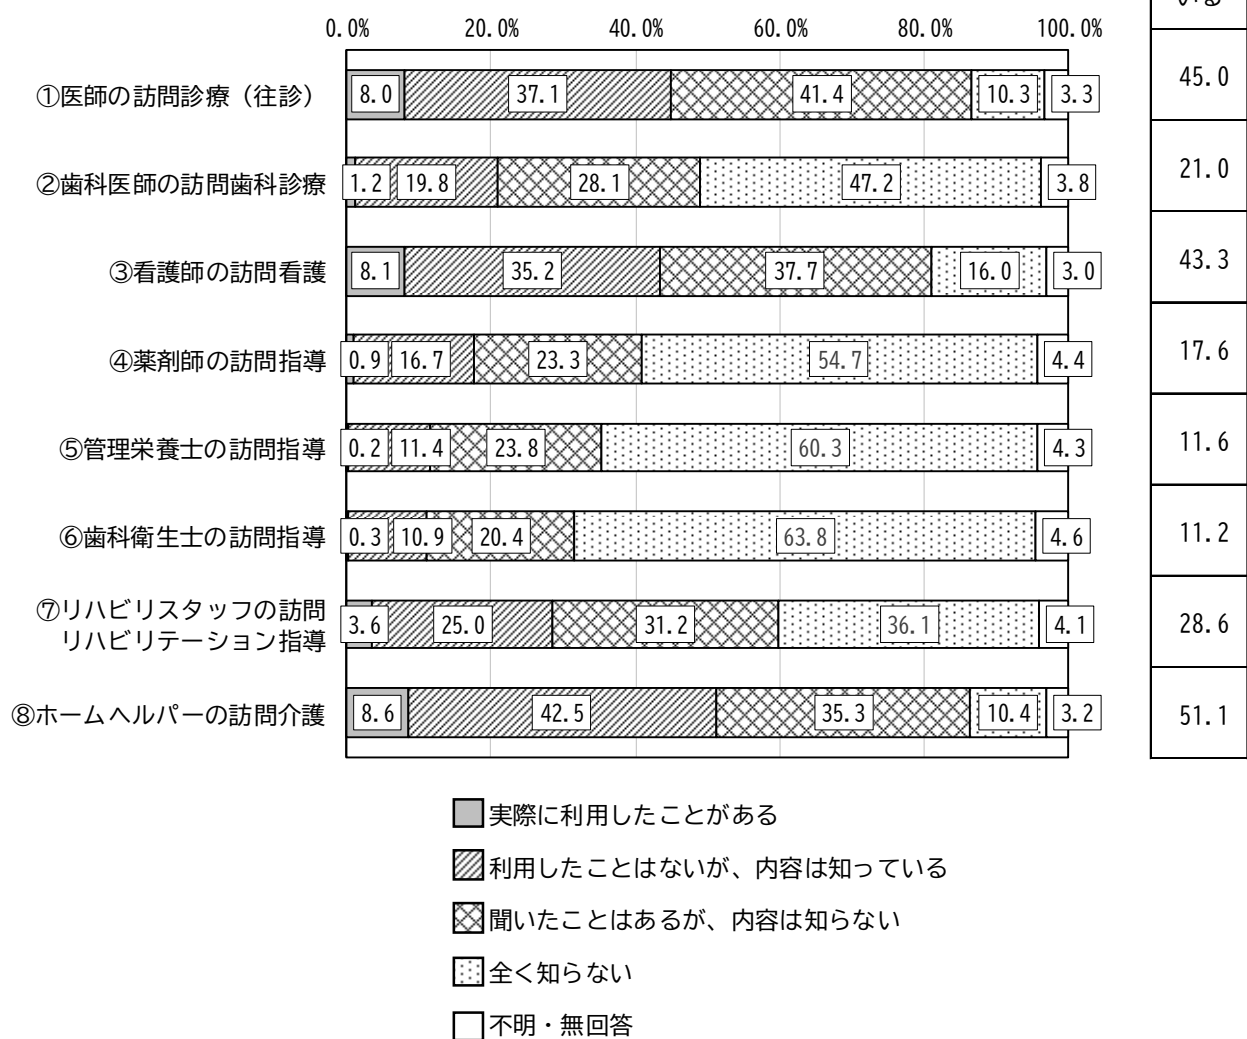 いる
0.0% 20.0% 40.0% 60.0% 80.0% 100.0%
①医師の訪問診療（往診） 8.0 37.1 41.4 10.3 3.3 45.0
②歯科医師の訪問歯科診療 1.2 19.8 28.1 47.2 3.8 21.0
③看護師の訪問看護 8.1 35.2 37.7 16.0 3.0 43.3
④薬剤師の訪問指導 0.9 16.7 23.3 54.7 4.4 17.6
⑤管理栄養士の訪問指導 0.2 11.4 23.8 60.3 4.3 11.6
⑥歯科衛生士の訪問指導 0.3 10.9 20.4 63.8 4.6 11.2
⑦リハビリスタッフの訪問
リハビリテーション指導 3.6 25.0 31.2 36.1 4.1 28.6
⑧ホームヘルパーの訪問介護 8.6 42.5 35.3 10.4 3.2 51.1
実際に利用したことがある
利用したことはないが、内容は知っている
聞いたことはあるが、内容は知らない
全く知らない
不明・無回答